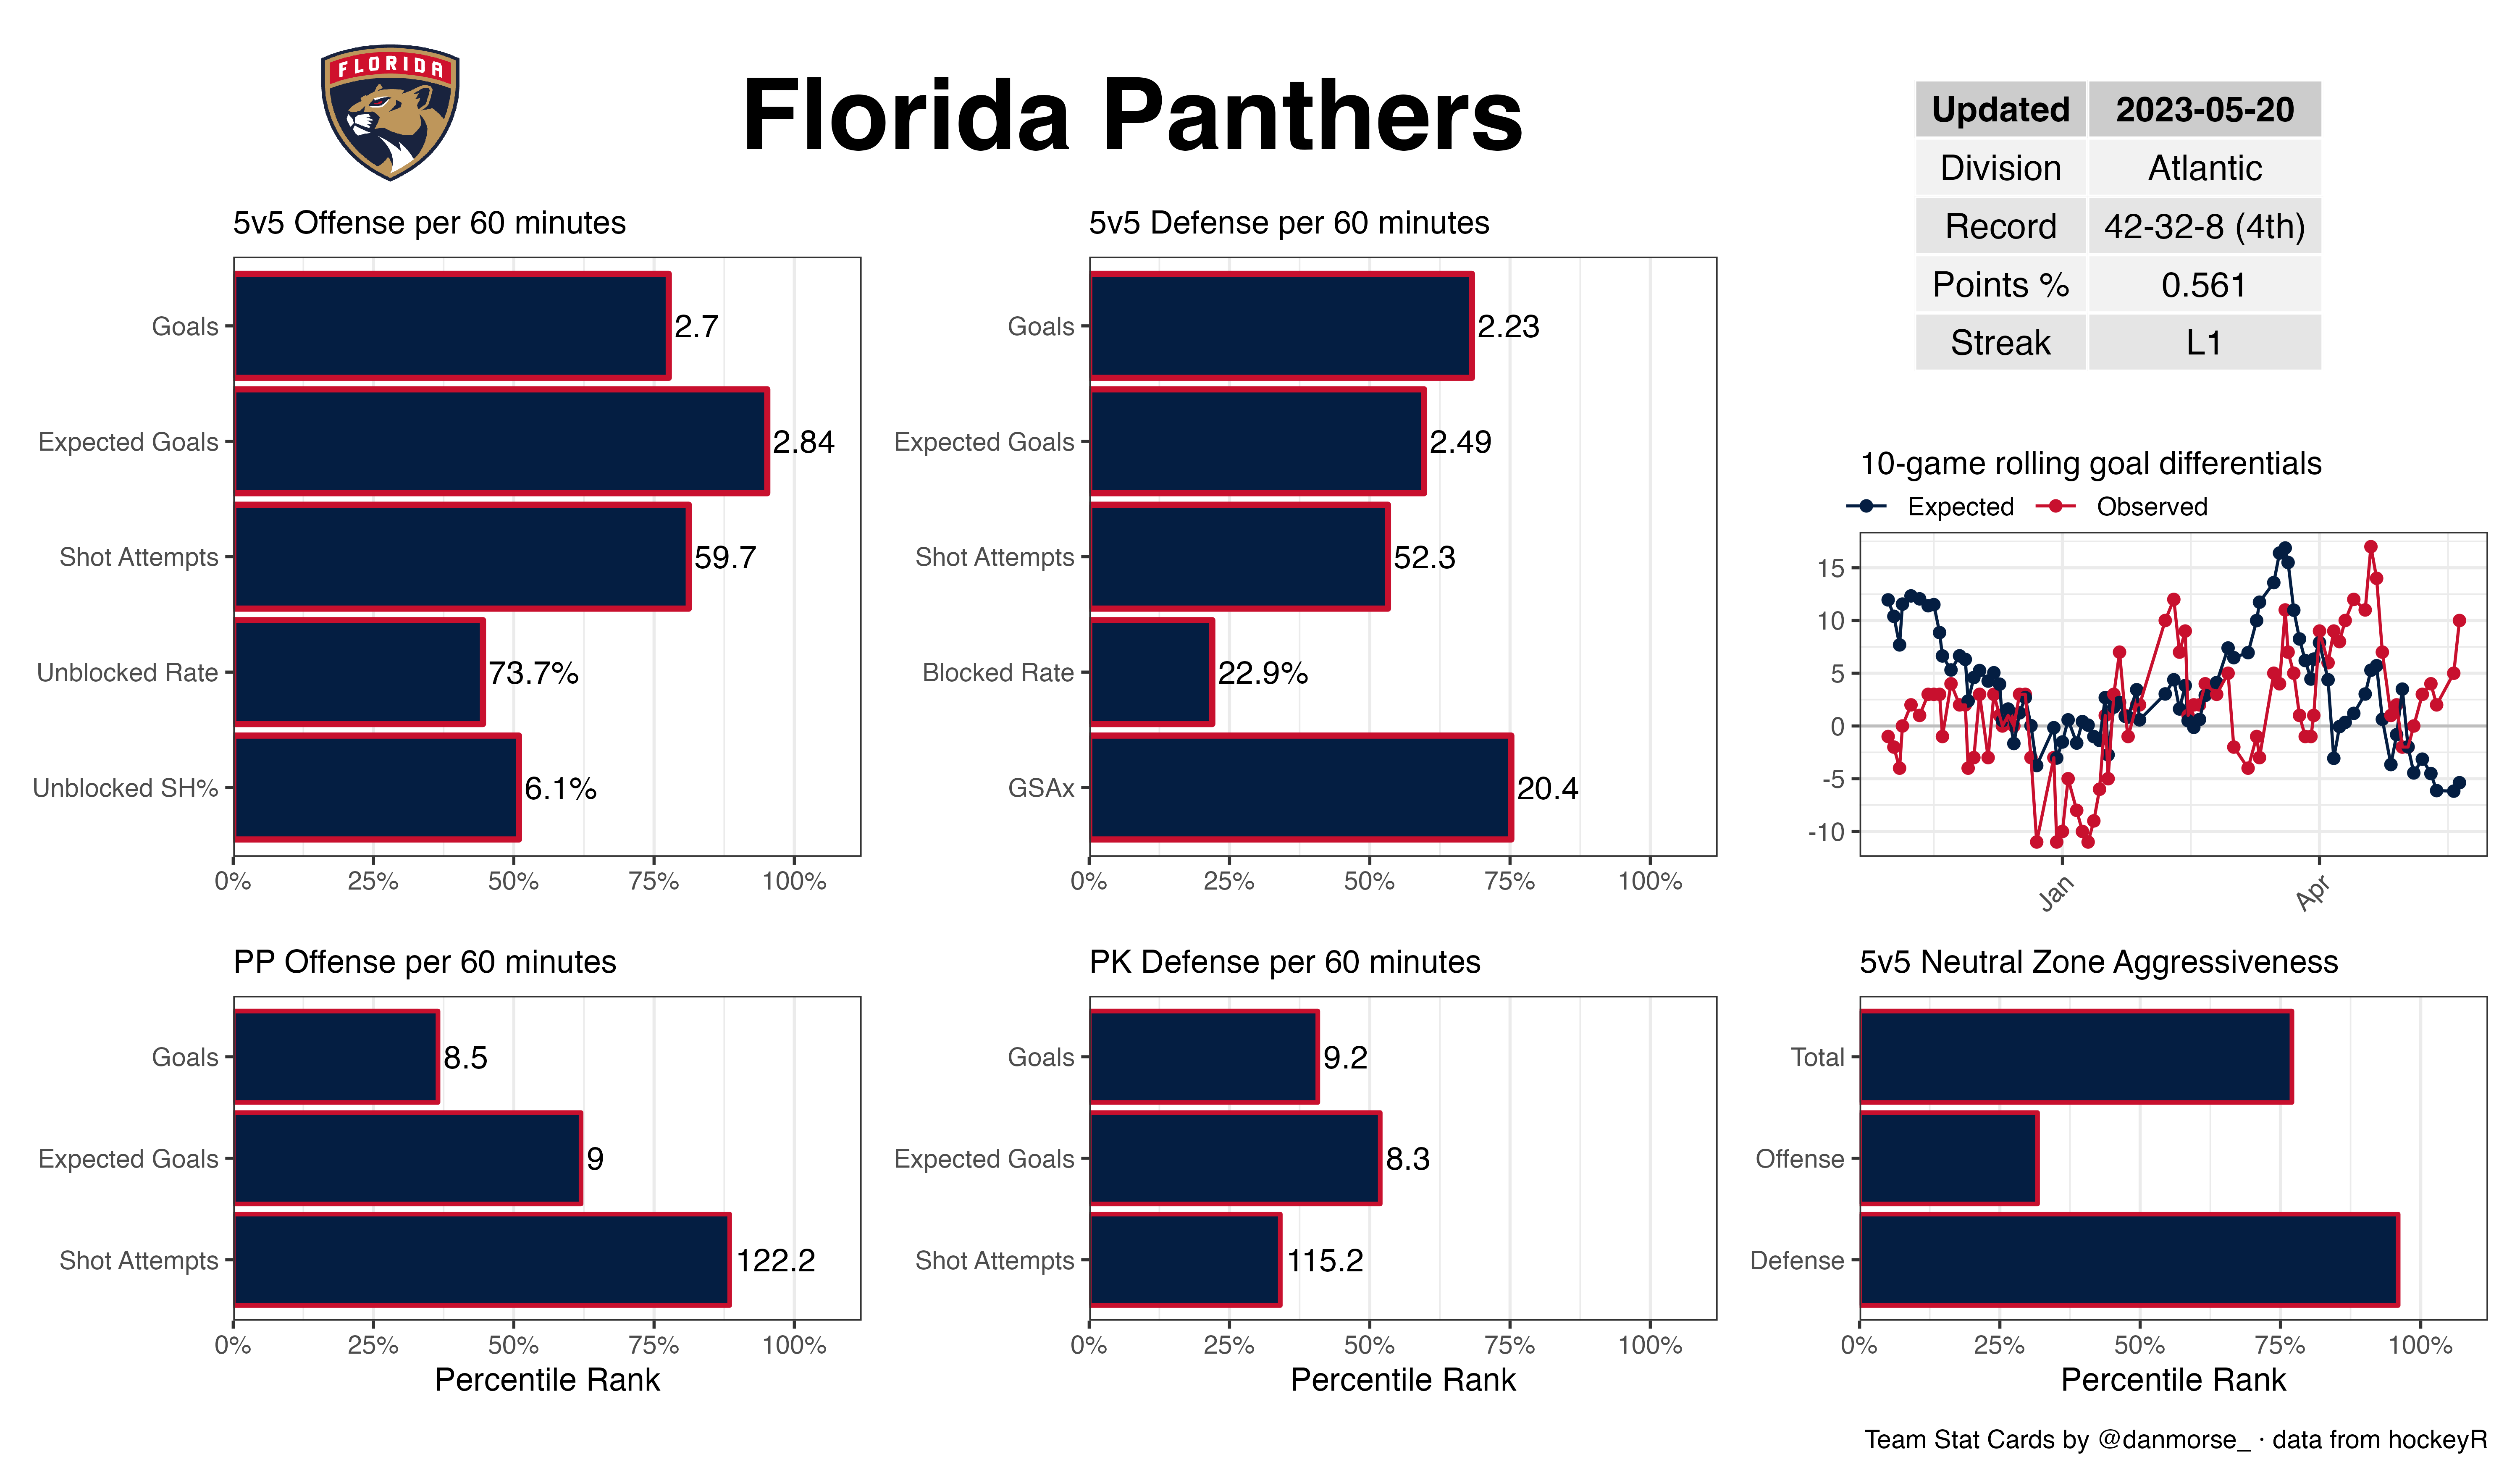 FLORIDA
Florida Panthers
Updated 2023-05-20
Division Atlantic
Record 42-32-8 (4th)
Points % 0.561
Streak L1
5v5 Offense per 60 minutes
Goals 2.7
Expected Goals 2.84
Shot Attempts 59.7
Unblocked Rate 73.7%
Unblocked SH% 6.1%
0% 25% 50% 75% 100%
5v5 Defense per 60 minutes
Goals 2.23
Expected Goals 2.49
Shot Attempts 52.3
Blocked Rate 22.9%
GSAx 20.4
0% 25% 50% 75% 100%
10-game rolling goal differentials
Expected Observed
15
10
5
0
-5
-10
Jan Apr
PP Offense per 60 minutes
Goals 8.5
Expected Goals 9
Shot Attempts 122.2
0% 25% 50% 75% 100%
Percentile Rank
PK Defense per 60 minutes
Goals 9.2
Expected Goals 8.3
Shot Attempts 115.2
0% 25% 50% 75% 100%
Percentile Rank
5v5 Neutral Zone Aggressiveness
Total
Offense
Defense
0% 25% 50% 75% 100%
Percentile Rank
Team Stat Cards by @danmorse_ · data from hockeyR